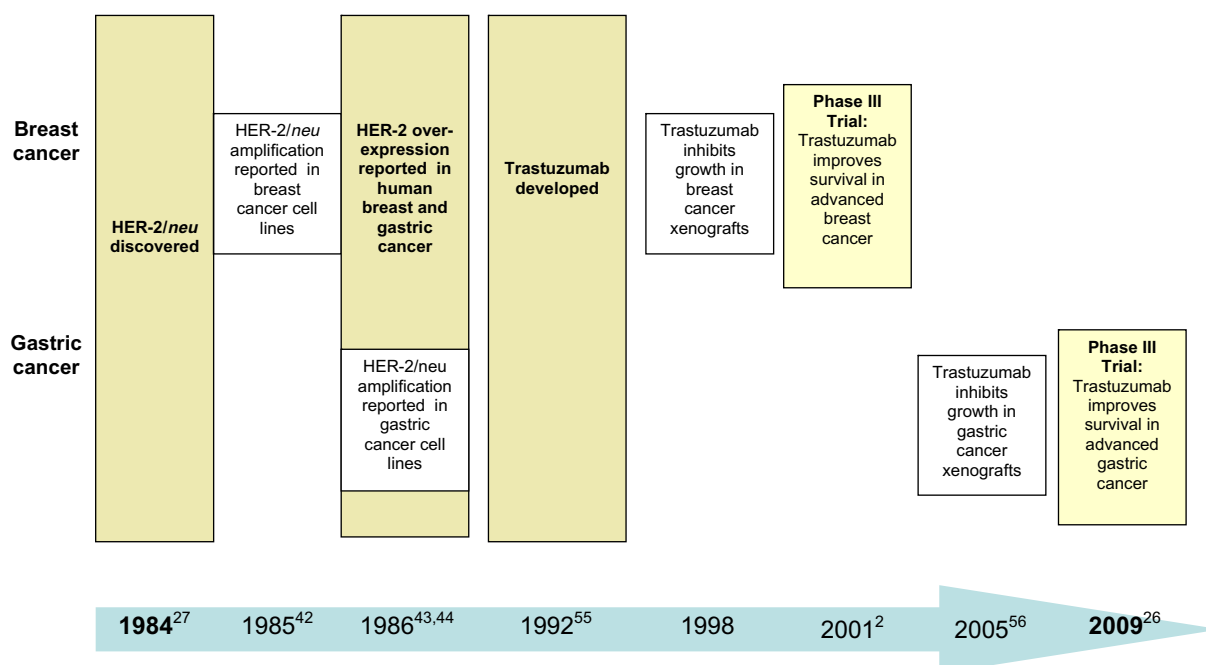 Breast
cancer
Gastric
cancer
HER-2/neu
discovered
HER-2/neu
amplification
reported in
breast
cancer cell
lines
HER-2 over-
expression
reported in
human
breast and
gastric
cancer
HER-2/neu
amplification
reported in
gastric
cancer cell
lines
Trastuzumab
developed
Trastuzumab
inhibits
growth in
breast
cancer
xenografts
Phase III
Trial:
Trastuzumab
improves
survival in
advanced
breast
cancer
Trastuzumab
inhibits
growth in
gastric
cancer
xenografts
Phase III
Trial:
Trastuzumab
improves
survival in
advanced
gastric
cancer
1984²⁷ 1985⁴² 1986⁴³,⁴⁴ 1992⁵⁵ 1998 2001² 2005⁵⁶ 2009²⁶